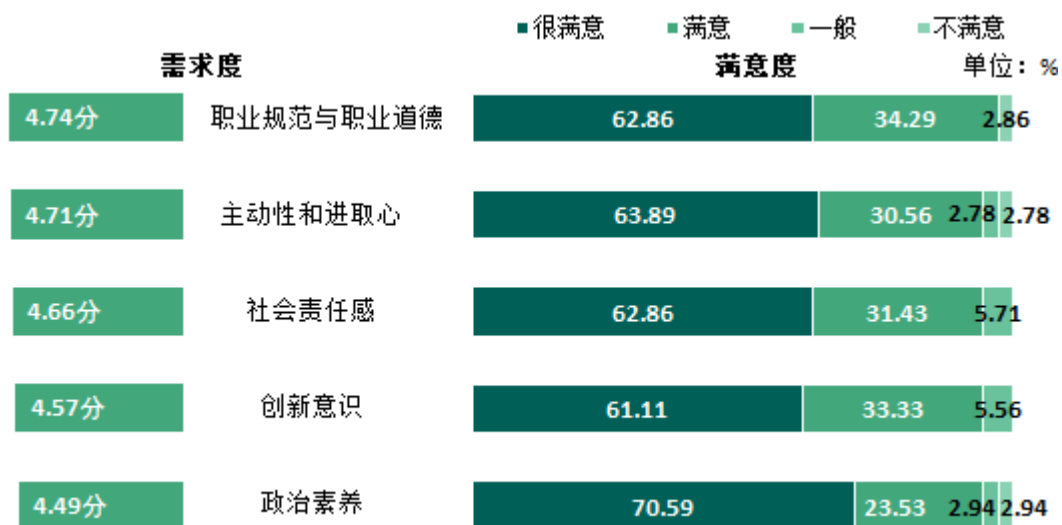 ■很满意 ■满意 ■一般 ■不满意
需求度 满意度 单位：%
4.74分 职业规范与职业道德 62.86 34.29 2.86
4.71分 主动性和进取心 63.89 30.56 2.78 2.78
4.66分 社会责任感 62.86 31.43 5.71
4.57分 创新意识 61.11 33.33 5.56
4.49分 政治素养 70.59 23.53 2.94 2.94